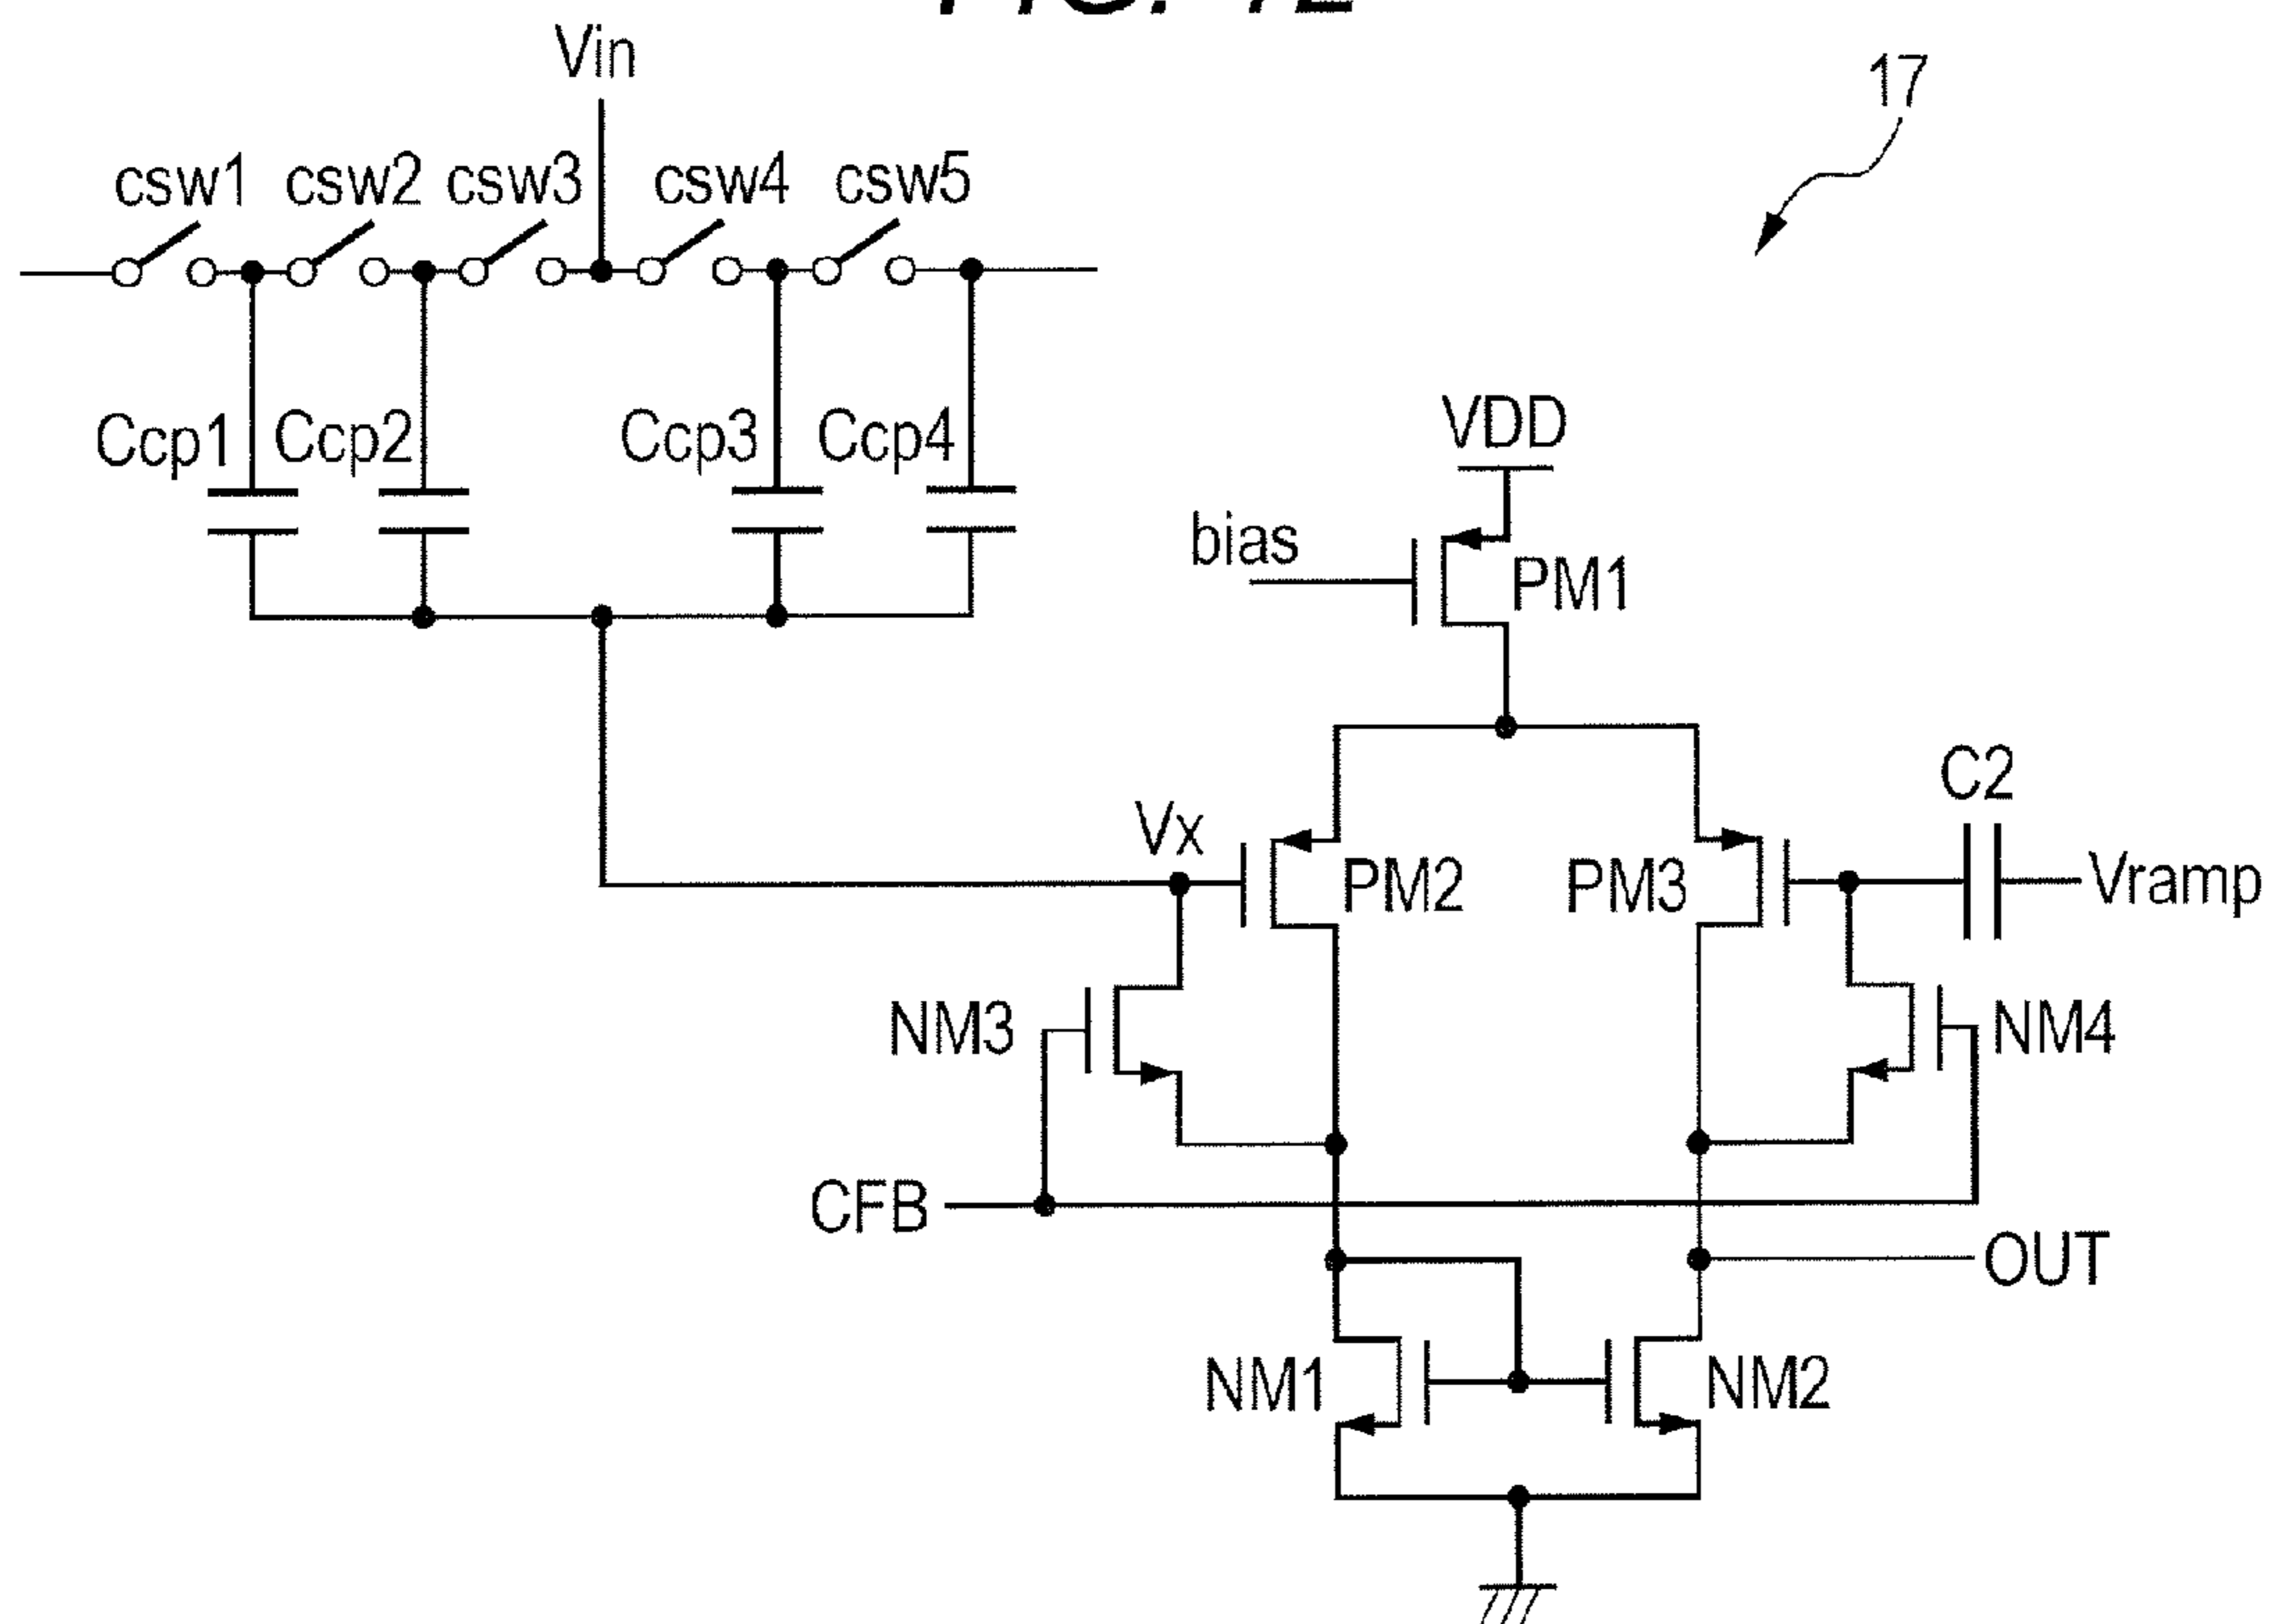 Vin
17
csw1 csw2 csw3 csw4 csw5
Ccp1 Ccp2 Ccp3 Ccp4
VDD
bias
PM1
C2
Vx
PM2 PM3
Vramp
NM3
NM4
CFB
OUT
NM1
NM2